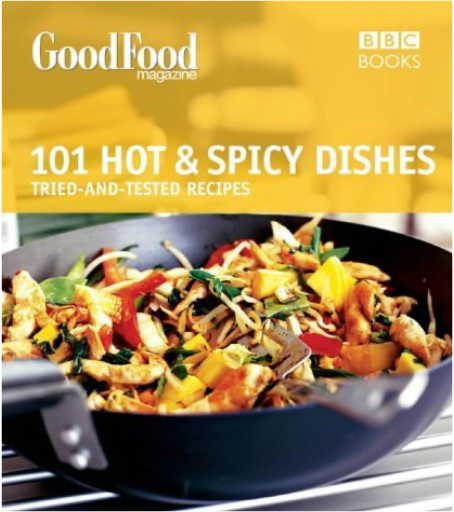 GoodFood
magazine
BBC
BOOKS
101 HOT & SPICY DISHES
TRIED-AND-TESTED RECIPES